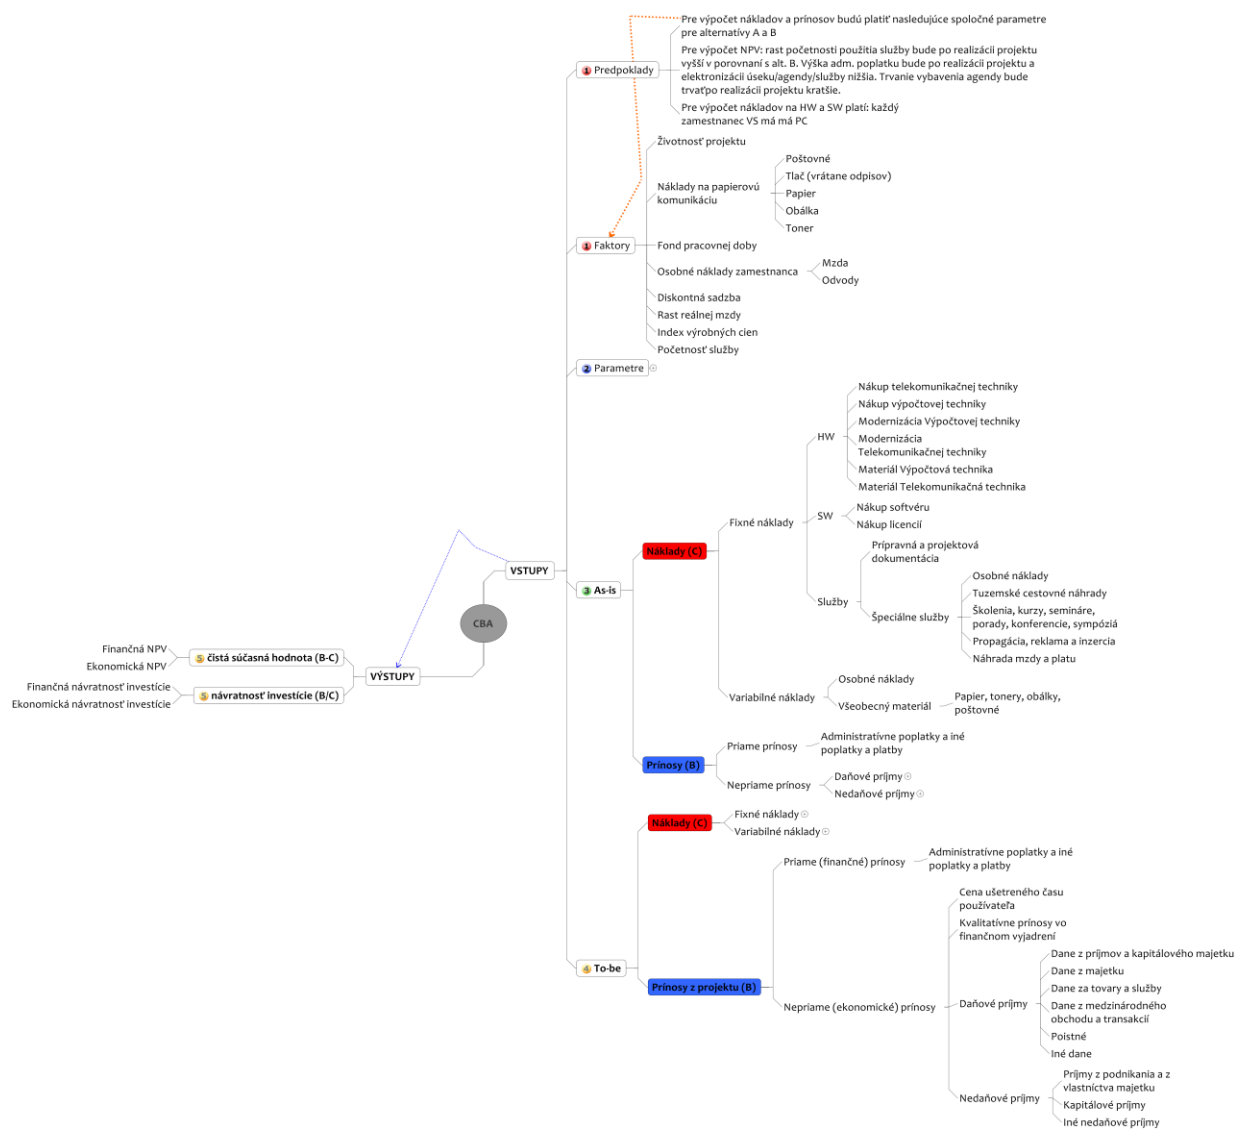 Pre výpočet nákladov a prínosov budú platiť nasledujúce spoločné parametre
pre alternatívy A a B
Pre výpočet NPV: rast početnosti použitia služby bude po realizácii projektu
vyšší v porovnaní s alt. B. Výška adm. poplatku bude po realizácii projektu a
elektronizácii úseku/agendy/služby nižšia. Trvanie vybavenia agendy bude
trvaťpo realizácii projektu kratšie.
Pre výpočet nákladov na HW a SW platí: každý
zamestnanec VS má má PC
1 Predpoklady
Životnosť projektu
Náklady na papierovú
komunikáciu
Poštovné
Tlač (vrátane odpisov)
Papier
Obálka
Toner
1 Faktory
Fond pracovnej doby
Osobné náklady zamestnanca
Mzda
Odvody
Diskontná sadzba
Rast reálnej mzdy
Index výrobných cien
Početnosť služby
2 Parametre
Nákup telekomunikačnej techniky
Nákup výpočtovej techniky
Modernizácia Výpočtovej techniky
HW
Modernizácia
Telekomunikačnej techniky
Materiál Výpočtová technika
Materiál Telekomunikačná technika
Fixné náklady
SW
Nákup softvéru
Nákup licencií
Náklady (C)
Prípravná a projektová
dokumentácia
VSTUPY
3 As-is
Služby
Špeciálne služby
Osobné náklady
Tuzemské cestovné náhrady
Školenia, kurzy, semináre,
porady, konferencie, sympóziá
Propagácia, reklama a inzercia
Náhrada mzdy a platu
CBA
Finančná NPV
Ekonomická NPV
5 čistá súčasná hodnota (B-C)
VÝSTUPY
Finančná návratnosť investície
Ekonomická návratnosť investície
5 návratnosť investície (B/C)
Variabilné náklady
Osobné náklady
Všeobecný materiál
Papier, tonery, obálky,
poštovné
Priame prínosy
Administratívne poplatky a iné
poplatky a platby
Prínosy (B)
Nepriame prínosy
Daňové príjmy
Nedaňové príjmy
Náklady (C)
Fixné náklady
Variabilné náklady
Priame (finančné) prínosy
Administratívne poplatky a iné
poplatky a platby
Cena ušetreného času
používateľa
Kvalitatívne prínosy vo
finančnom vyjadrení
4 To-be
Prínosy z projektu (B)
Nepriame (ekonomické) prínosy
Daňové príjmy
Dane z príjmov a kapitálového majetku
Dane z majetku
Dane za tovary a služby
Dane z medzinárodného
obchodu a transakcií
Poistné
Iné dane
Nedaňové príjmy
Príjmy z podnikania a z
vlastníctva majetku
Kapitálové príjmy
Iné nedaňové príjmy